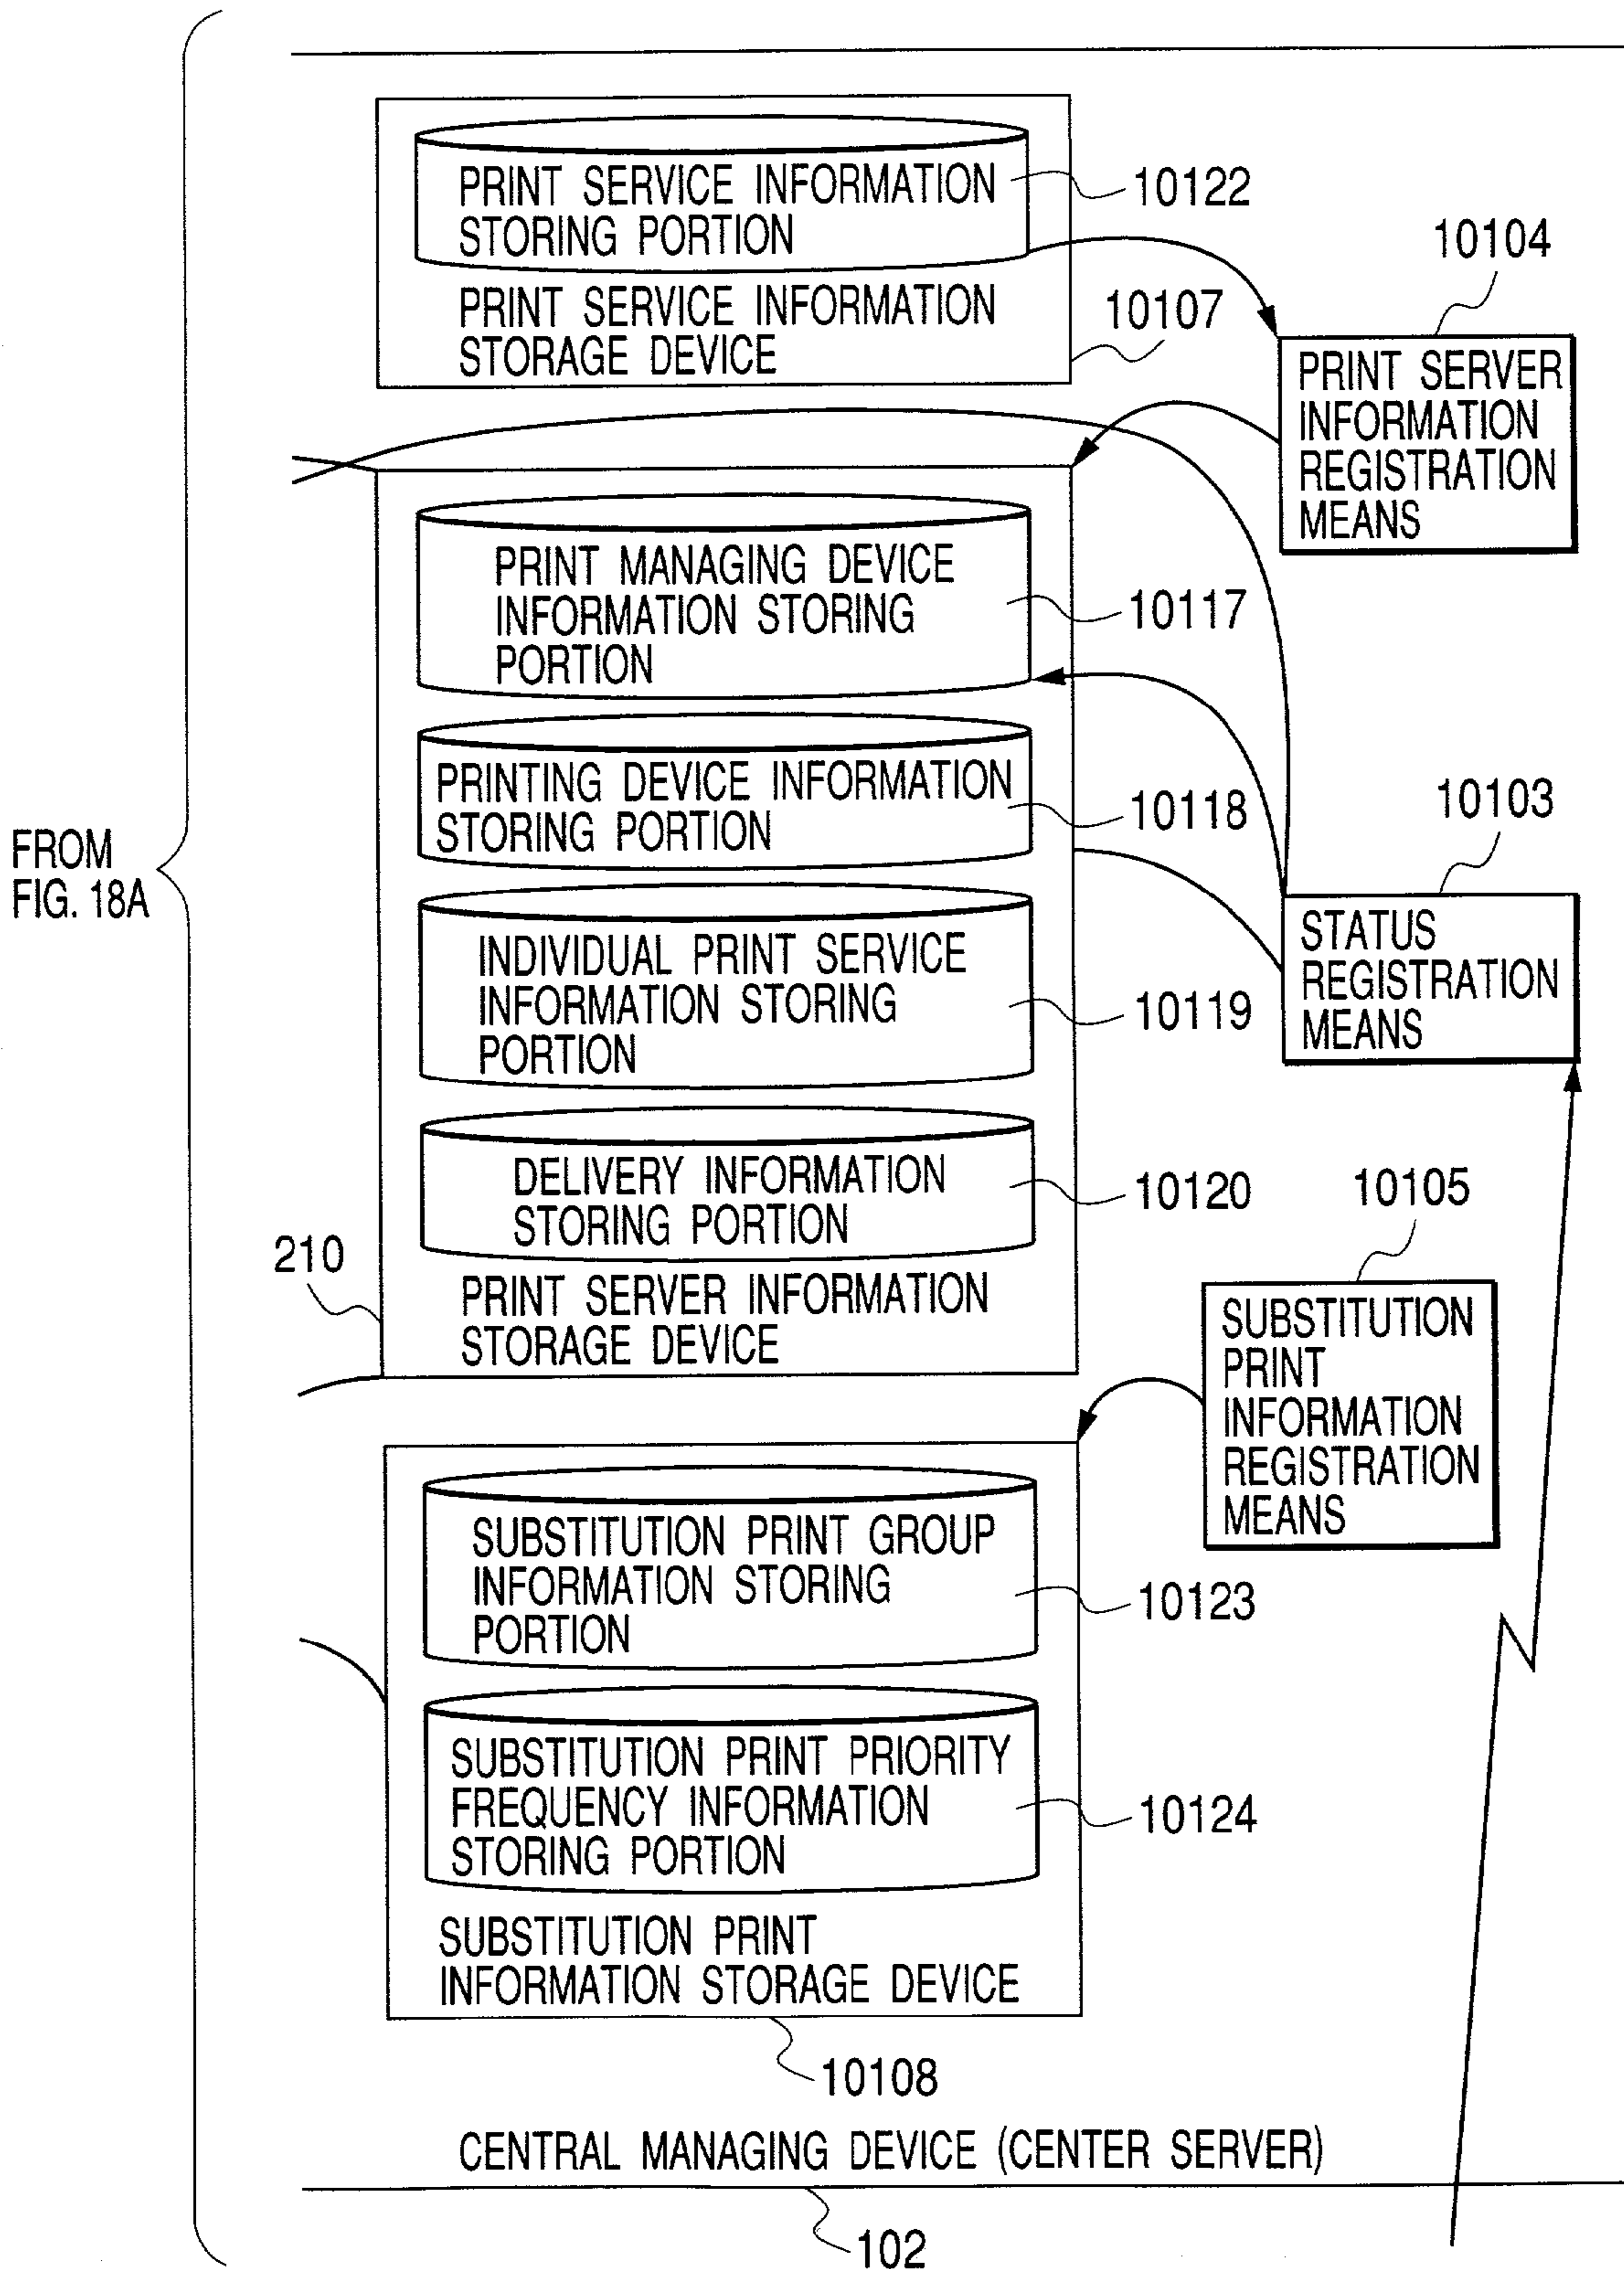 FROM
FIG. 18A
PRINT SERVICE INFORMATION
STORING PORTION
10122
PRINT SERVICE INFORMATION
STORAGE DEVICE
10107
10104
PRINT SERVER
INFORMATION
REGISTRATION
MEANS
PRINT MANAGING DEVICE
INFORMATION STORING
PORTION
10117
PRINTING DEVICE INFORMATION
STORING PORTION
10118
10103
STATUS
REGISTRATION
MEANS
INDIVIDUAL PRINT SERVICE
INFORMATION STORING
PORTION
10119
DELIVERY INFORMATION
STORING PORTION
10120
210
PRINT SERVER INFORMATION
STORAGE DEVICE
10105
SUBSTITUTION
PRINT
INFORMATION
REGISTRATION
MEANS
SUBSTITUTION PRINT GROUP
INFORMATION STORING
PORTION
10123
SUBSTITUTION PRINT PRIORITY
FREQUENCY INFORMATION
STORING PORTION
10124
SUBSTITUTION PRINT
INFORMATION STORAGE DEVICE
10108
CENTRAL MANAGING DEVICE (CENTER SERVER)
102